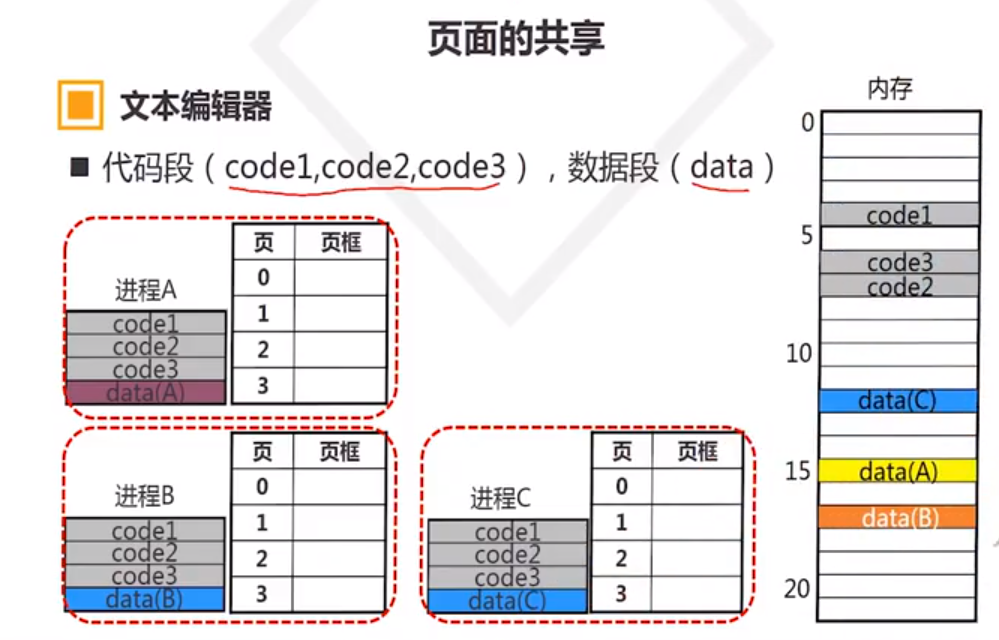 页面的共享
文本编辑器
■ 代码段（code1,code2,code3），数据段（data）
进程A
code1
code2
code3
data(A)
页 页框
0
1
2
3
进程B
code1
code2
code3
data(B)
页 页框
0
1
2
3
进程C
code1
code2
code3
data(C)
页 页框
0
1
2
3
内存
0
code1
5
code3
code2
10
data(C)
15 data(A)
data(B)
20